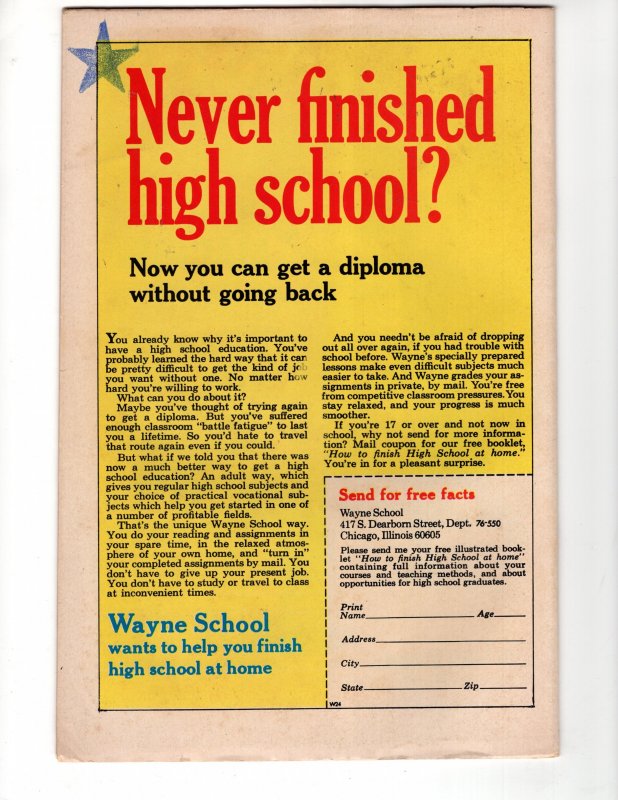 Never finished
high school?
Now you can get a diploma
without going back
You already know why it's important to
have a high school education. You've
probably learned the hard way that it can
be pretty difficult to get the kind of job
you want without one. No matter how
hard you're willing to work.
What can you do about it?
Maybe you've thought of trying again
to get a diploma. But you've suffered
enough classroom "battle fatigue" to last
you a lifetime. So you'd hate to travel
that route again even if you could.
But what if we told you that there was
now a much better way to get a high
school education? An adult way, which
gives you regular high school subjects and
your choice of practical vocational sub-
jects which help you get started in one of
a number of profitable fields.
That's the unique Wayne School way.
You do your reading and assignments in
your spare time, in the relaxed atmos-
phere of your own home, and "turn in"
your completed assignments by mail. You
don't have to give up your present job.
You don't have to study or travel to class
at inconvenient times.
Wayne School
wants to help you finish
high school at home
And you needn't be afraid of dropping
out all over again, if you had trouble with
school before. Wayne's specially prepared
lessons make even difficult subjects much
easier to take. And Wayne grades your as-
signments in private, by mail. You're free
from competitive classroom pressures. You
stay relaxed, and your progress is much
smoother.
If you're 17 or over and not now in
school, why not send for more informa-
tion? Mail coupon for our free booklet,
"How to finish High School at home."
You're in for a pleasant surprise.
Send for free facts
Wayne School
417 S. Dearborn Street, Dept. 76-550
Chicago, Illinois 60605
Please send me your free illustrated book-
let "How to finish High School at home"
containing full information about your
courses and teaching methods, and about
opportunities for high school graduates.
Print
Name Age
Address
City
State Zip
W24